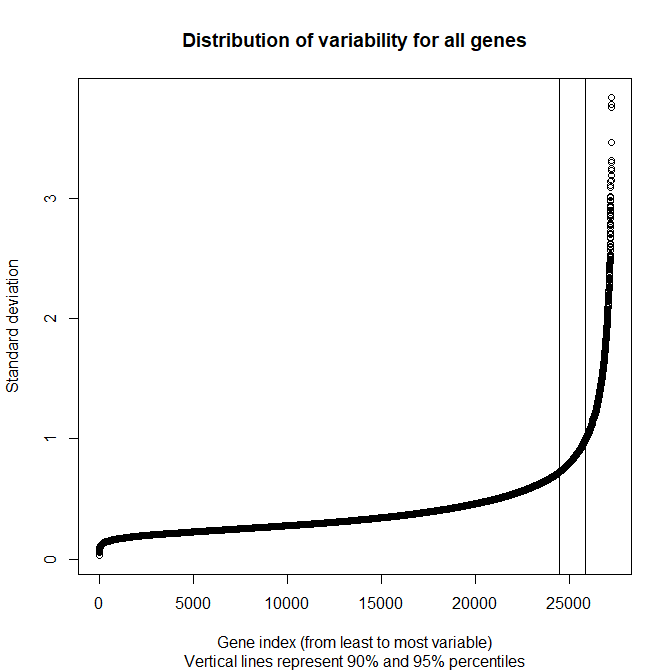 Distribution of variability for all genes
Standard deviation
3
2
1
0
0 5000 10000 15000 20000 25000
Gene index (from least to most variable)
Vertical lines represent 90% and 95% percentiles